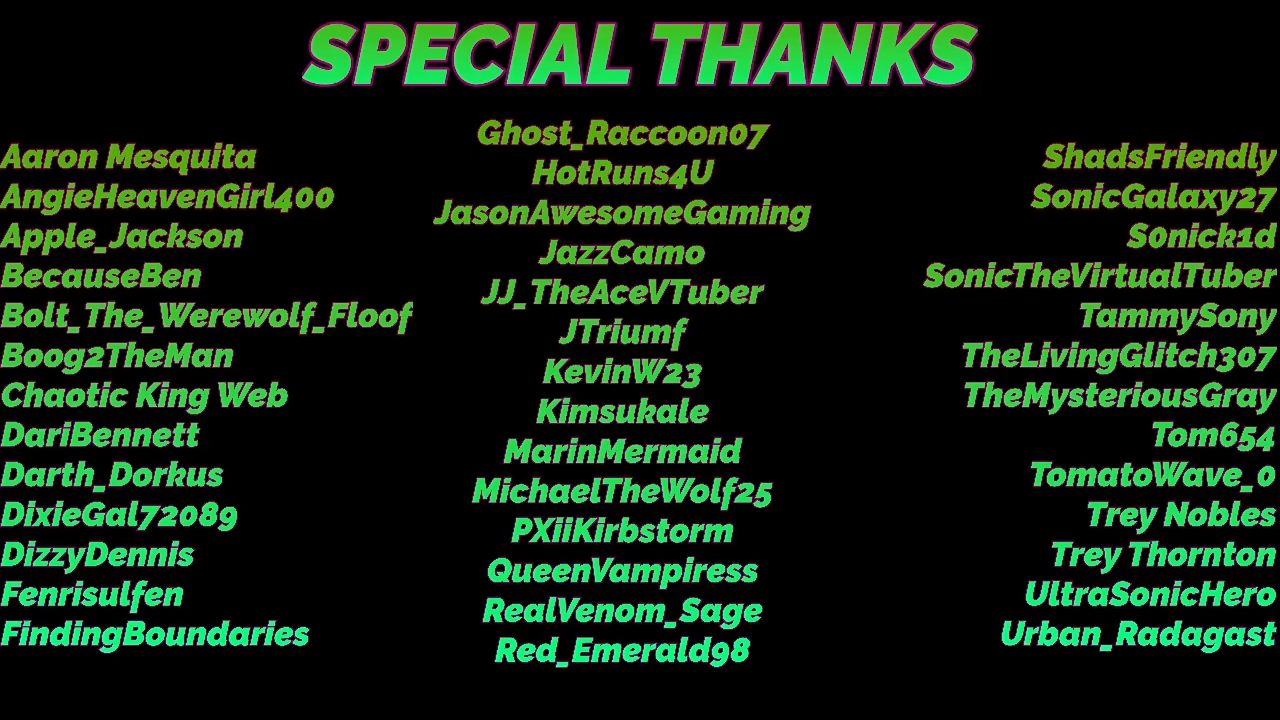 SPECIAL THANKS
Aaron Mesquita
AngieHeavenGirl400
Apple_Jackson
BecauseBen
Bolt_The_Werewolf_Floof
Boog2TheMan
Chaotic King Web
DariBennett
Darth_Dorkus
DixieGal72089
DizzyDennis
Fenrisulfen
FindingBoundaries
Ghost_Raccoon07
HotRuns4U
JasonAwesomeGaming
JazzCamo
JJ_TheAceVTuber
JTriumf
KevinW23
Kimsukale
MarinMermaid
MichaelTheWolf25
PXiiKirbstorm
QueenVampiress
RealVenom_Sage
Red_Emerald98
ShadsFriendly
SonicGalaxy27
S0nick1d
SonicTheVirtualTuber
TammySony
TheLivingGlitch307
TheMysteriousGray
Tom654
TomatoWave_0
Trey Nobles
Trey Thornton
UltraSonicHero
Urban_Radagast